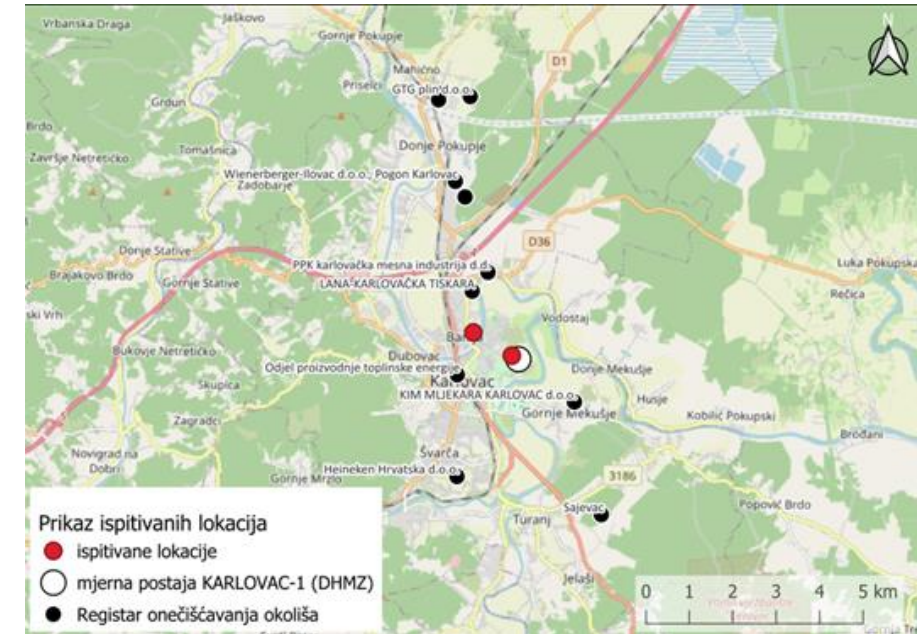 Vrbanska Draga
Jaškovo
Gornje Pokupje
N
D1
Mahično
Priselci
GTG plin d.o.o.
Grdun
Brdo
Tomašnica
Donje Pokupje
Završje Netretićko
Wienerberger-Ilovac d.o.o., Pogon Karlovac
Zadobarje
D36
Donje Stative
PPK karlovačka mesna industrija d.d.
Luka Pokupska
Brajakovo Brdo
Gornje Stative
LANA-KARLOVAČKA TISKARA
Rečica
ski Vrh
Vodostaj
Bukovje Netretićko
Dubovac
Odjel proizvodnje toplinske energije
Donje Mekušje
Karlovac
Skupica
KIM MLJEKARA KARLOVAC d.o.o.
Husje
Gornje Mekušje
Kobilić Pokupski
Zagradci
Brođani
Novigrad na
Dobri
Švarča
Heineken Hrvatska d.o.o.
Gornje Mrzlo
3186
Sajevac
Popović Brdo
Turanj
Prikaz ispitivanih lokacija
ispitivane lokacije
mjerna postaja KARLOVAC-1 (DHMZ)
Registar onečišćavanja okoliša
Jelaši
0 1 2 3 4 5 km